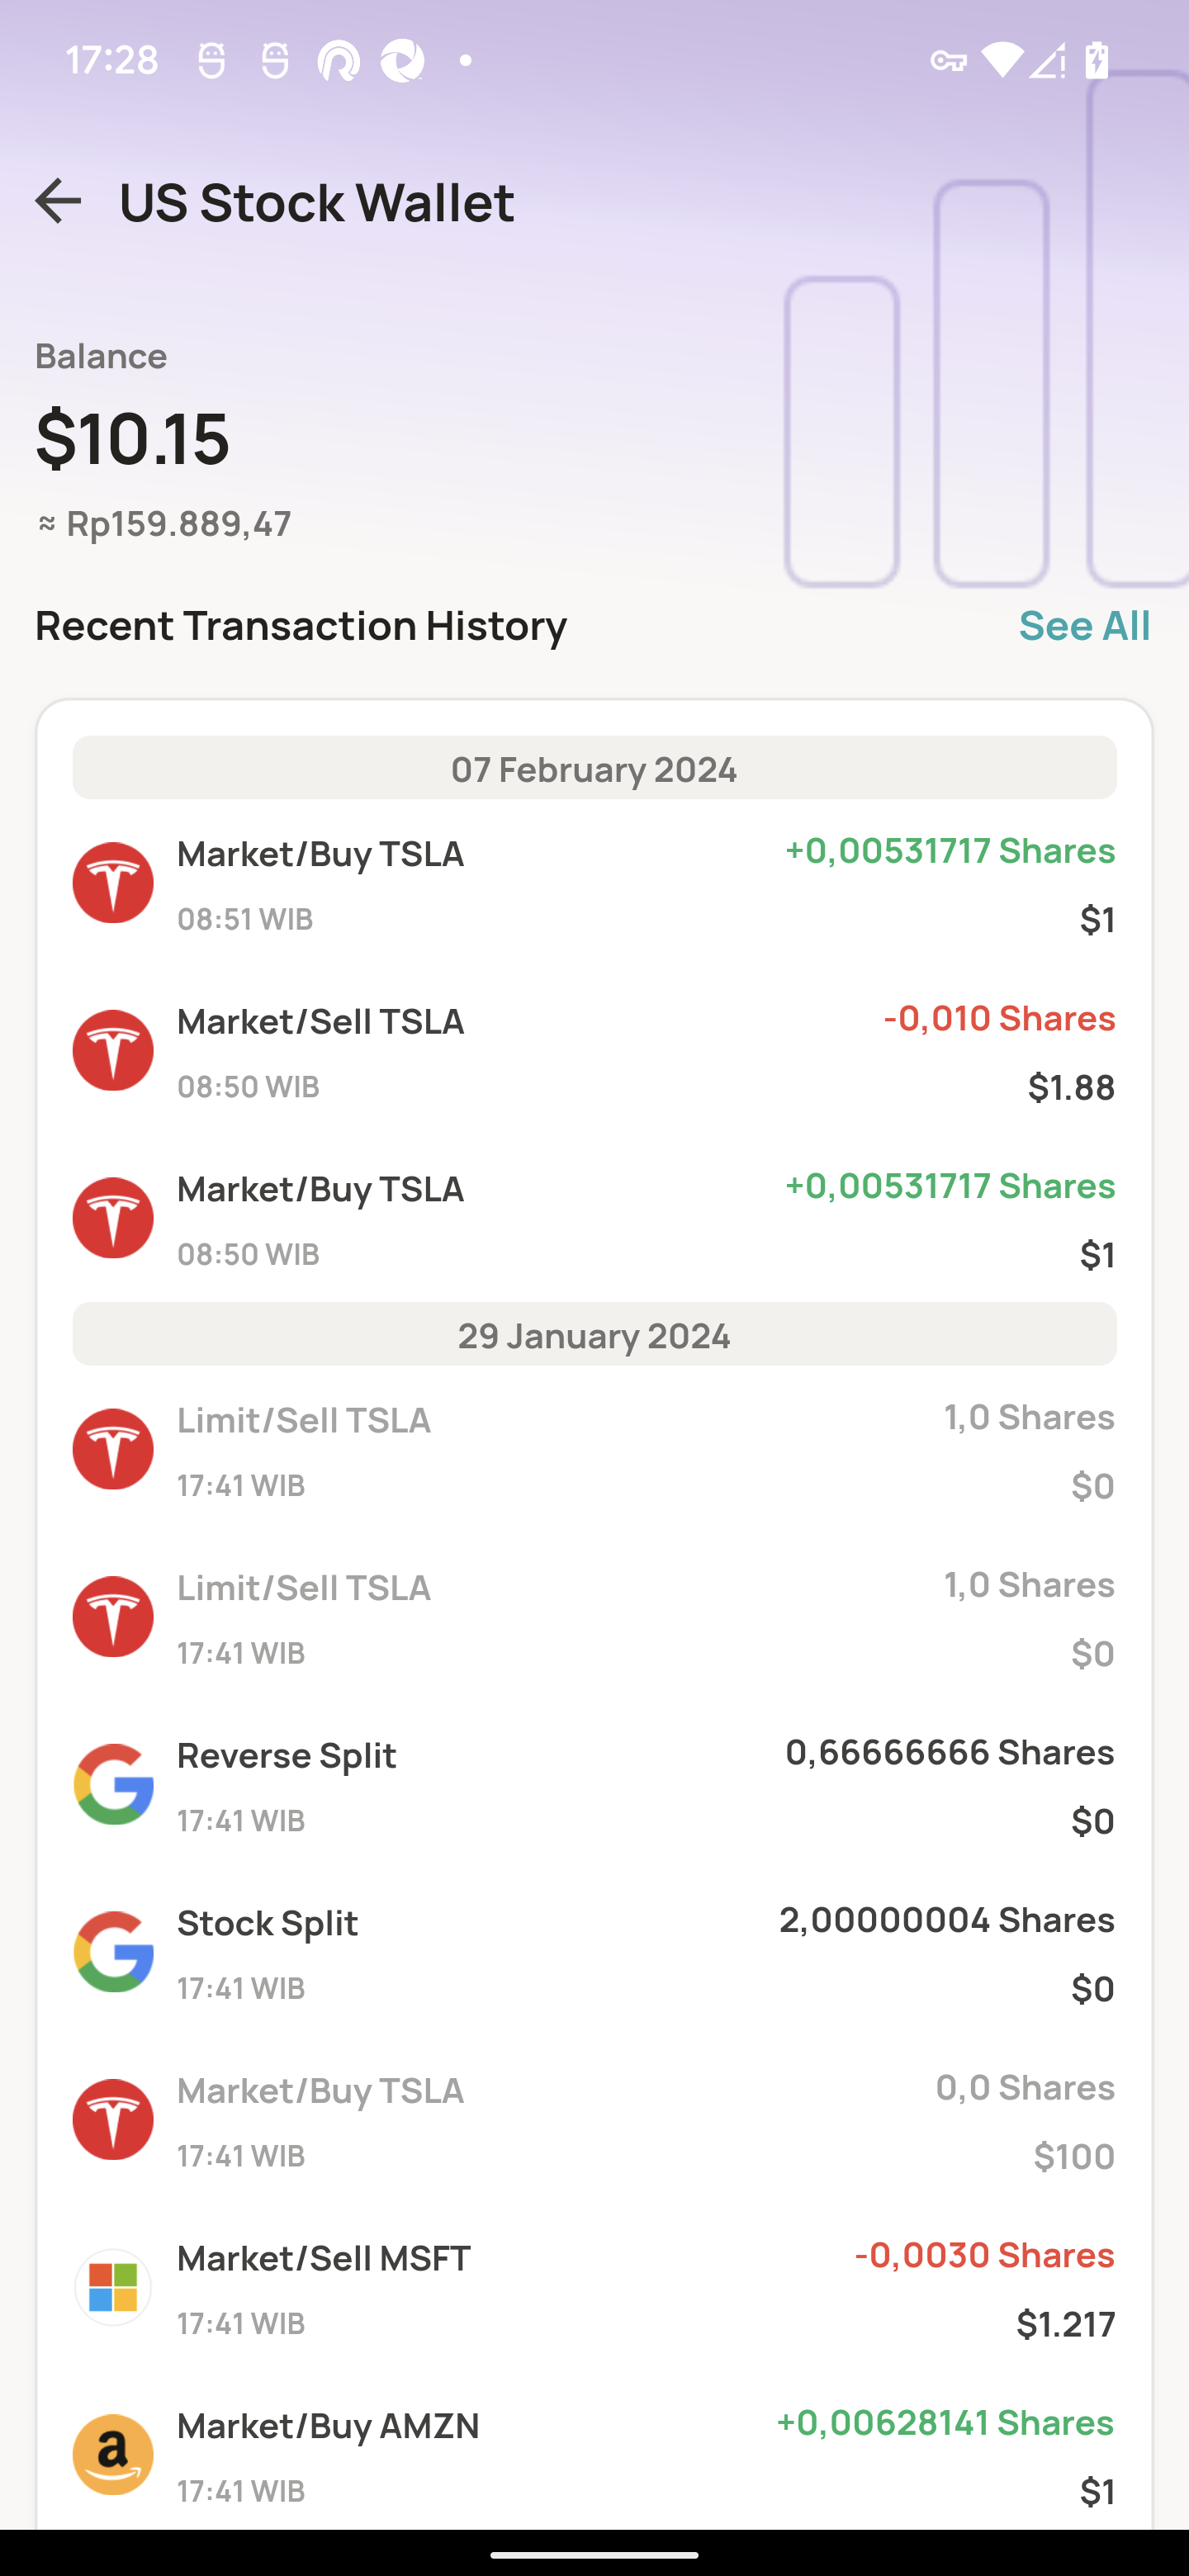 17:28
US Stock Wallet
Balance
$10.15
≈ Rp159.889,47
Recent Transaction History See All
07 February 2024
Market/Buy TSLA +0,00531717 Shares
08:51 WIB $1
Market/Sell TSLA -0,010 Shares
08:50 WIB $1.88
Market/Buy TSLA +0,00531717 Shares
08:50 WIB $1
29 January 2024
Limit/Sell TSLA 1,0 Shares
17:41 WIB $0
Limit/Sell TSLA 1,0 Shares
17:41 WIB $0
Reverse Split 0,66666666 Shares
17:41 WIB $0
Stock Split 2,00000004 Shares
17:41 WIB $0
Market/Buy TSLA 0,0 Shares
17:41 WIB $100
Market/Sell MSFT -0,0030 Shares
17:41 WIB $1.217
Market/Buy AMZN +0,00628141 Shares
17:41 WIB $1